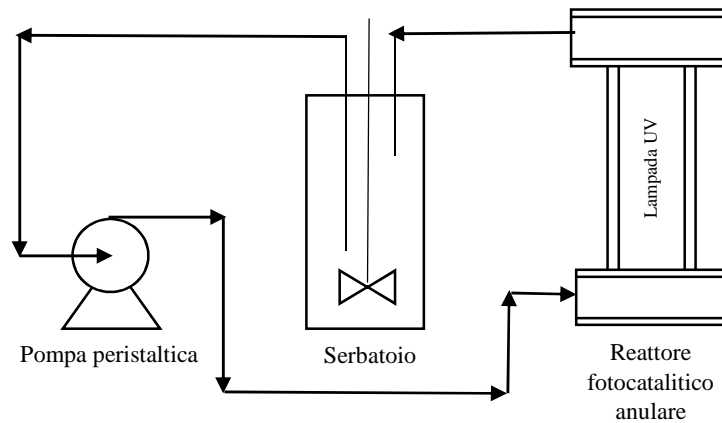 Lampada UV
Pompa peristaltica
Serbatoio
Reattore
fotocatalitico
anulare